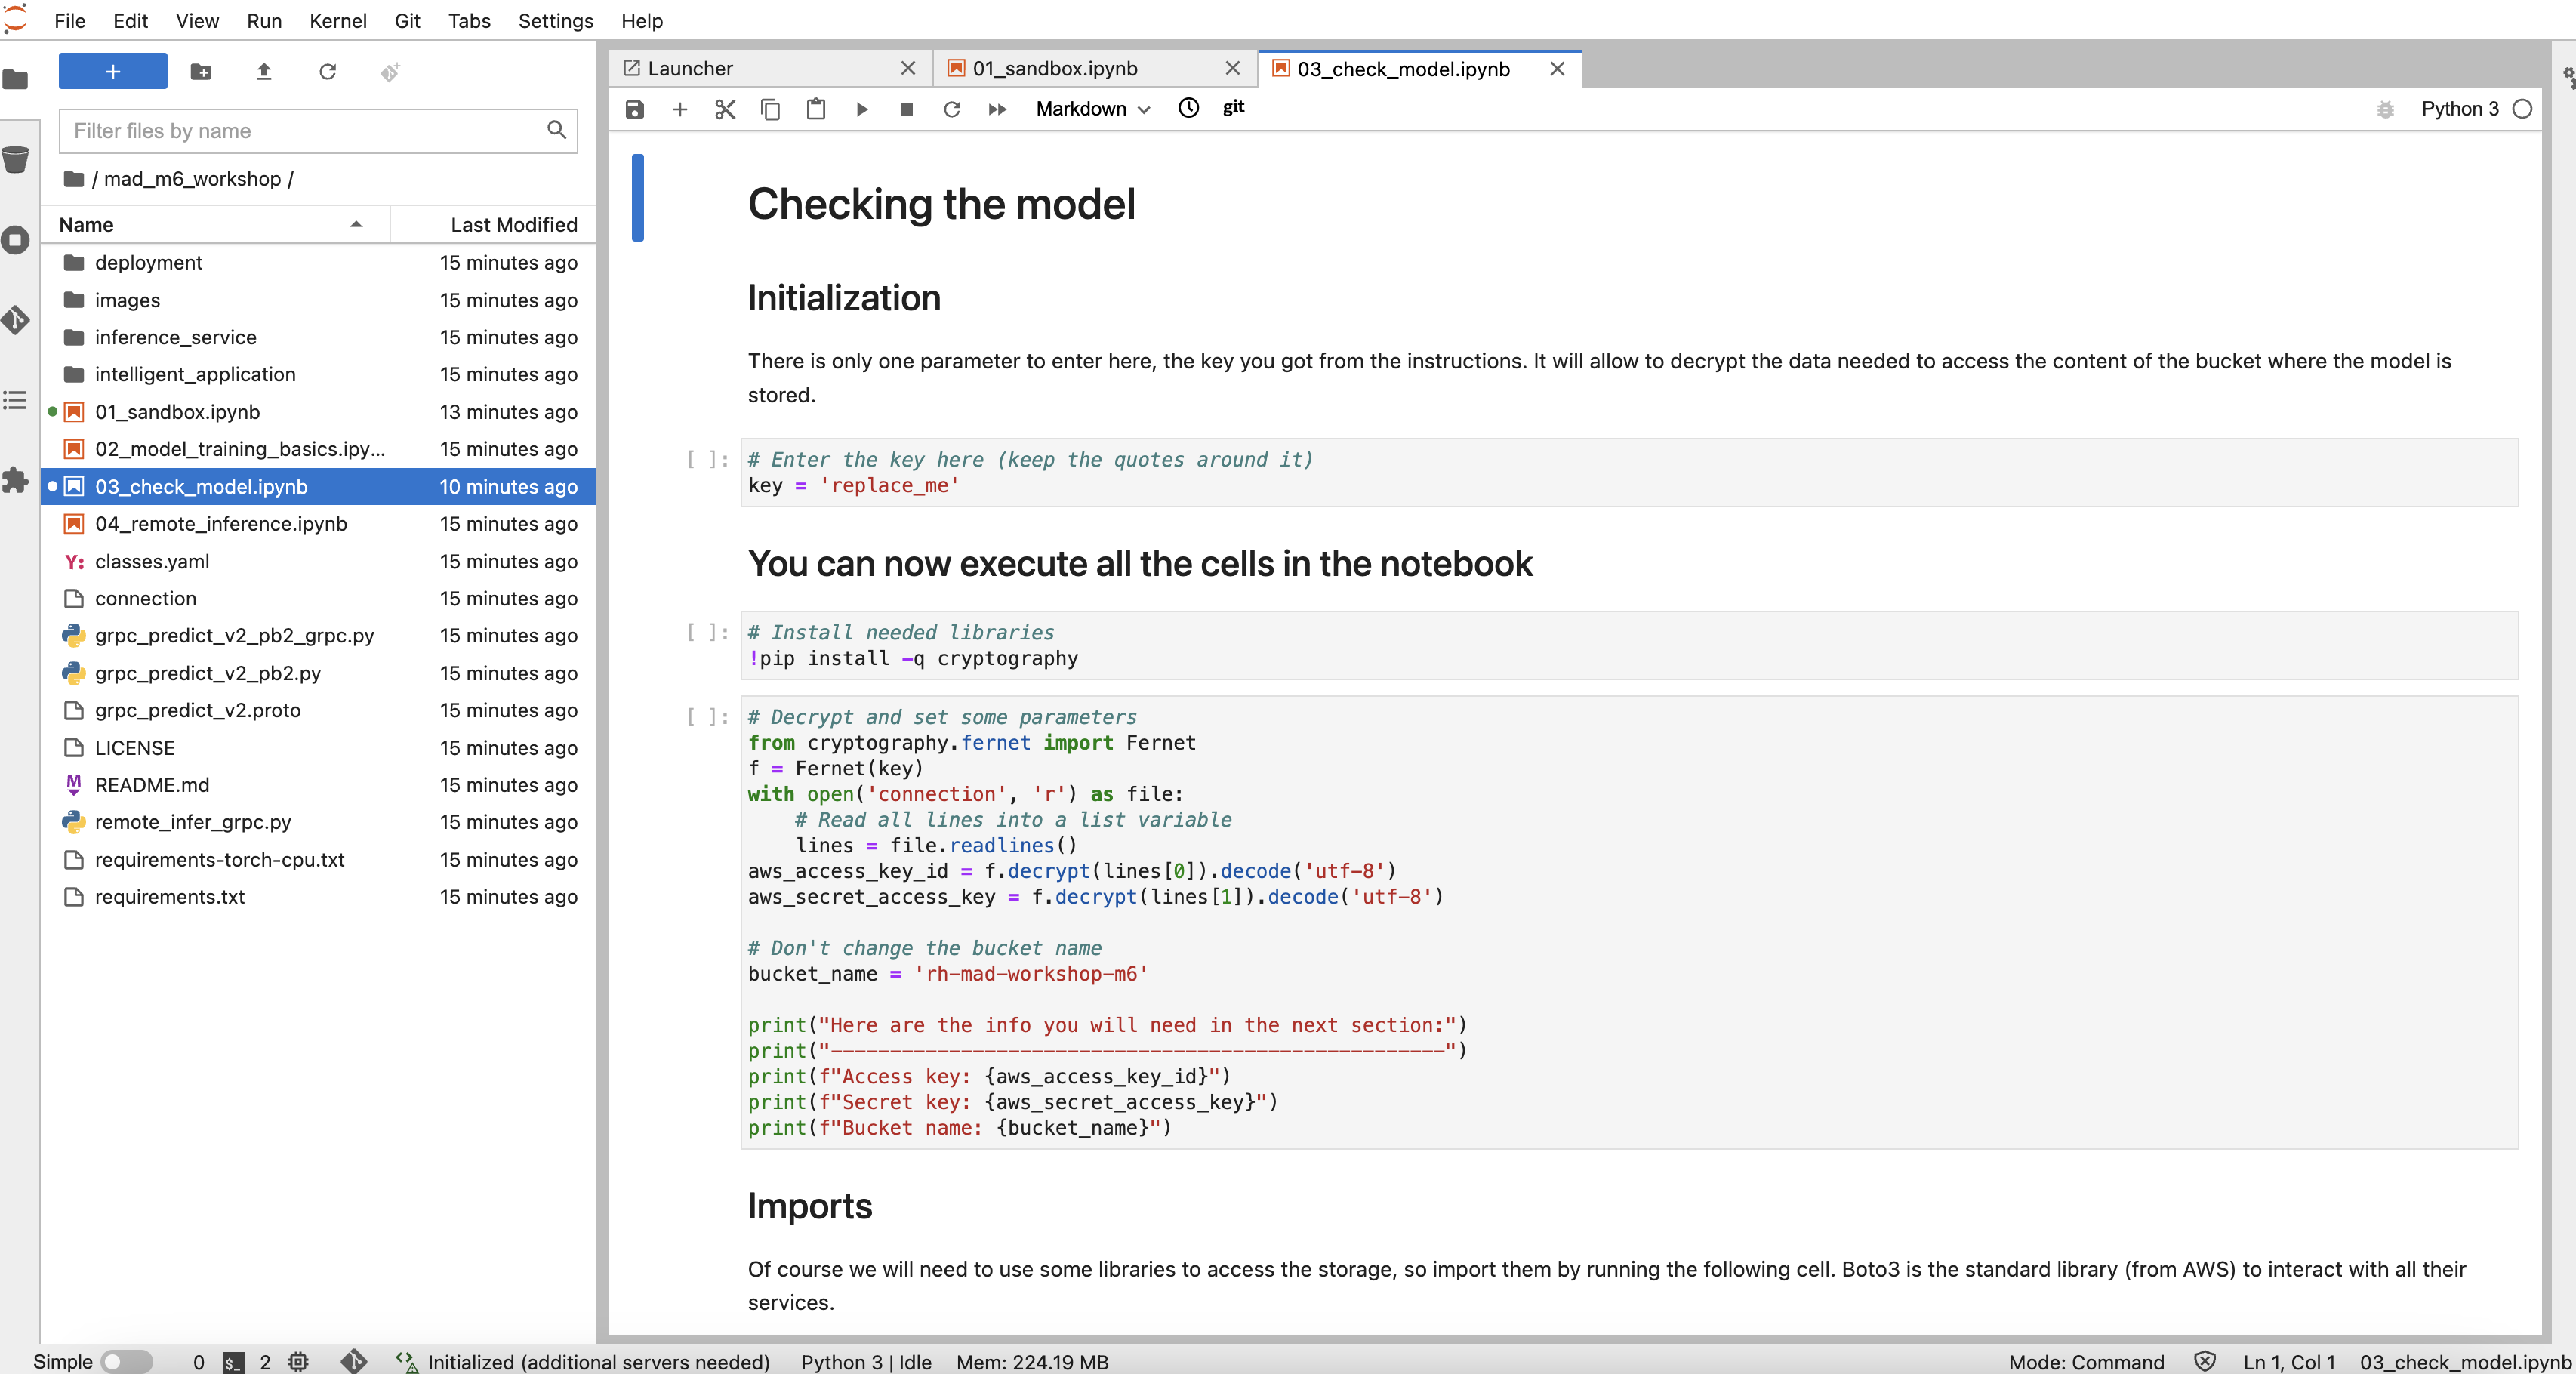 File Edit View Run Kernel Git Tabs Settings Help
+
Filter files by name
/ mad_m6_workshop /
Name Last Modified
deployment 15 minutes ago
images 15 minutes ago
inference_service 15 minutes ago
intelligent_application 15 minutes ago
01_sandbox.ipynb 13 minutes ago
02_model_training_basics.ipy... 15 minutes ago
03_check_model.ipynb 10 minutes ago
04_remote_inference.ipynb 15 minutes ago
Y: classes.yaml 15 minutes ago
connection 15 minutes ago
grpc_predict_v2_pb2_grpc.py 15 minutes ago
grpc_predict_v2_pb2.py 15 minutes ago
grpc_predict_v2.proto 15 minutes ago
LICENSE 15 minutes ago
M README.md 15 minutes ago
remote_infer_grpc.py 15 minutes ago
requirements-torch-cpu.txt 15 minutes ago
requirements.txt 15 minutes ago
Launcher 01_sandbox.ipynb 03_check_model.ipynb
Markdown git Python 3
Checking the model
Initialization
There is only one parameter to enter here, the key you got from the instructions. It will allow to decrypt the data needed to access the content of the bucket where the model is
stored.
[ ]: # Enter the key here (keep the quotes around it)
key = 'replace_me'
You can now execute all the cells in the notebook
[ ]: # Install needed libraries
!pip install -q cryptography
[ ]: # Decrypt and set some parameters
from cryptography.fernet import Fernet
f = Fernet(key)
with open('connection', 'r') as file:
    # Read all lines into a list variable
    lines = file.readlines()
aws_access_key_id = f.decrypt(lines[0]).decode('utf-8')
aws_secret_access_key = f.decrypt(lines[1]).decode('utf-8')
# Don't change the bucket name
bucket_name = 'rh-mad-workshop-m6'
print("Here are the info you will need in the next section:")
print("----------------------------------------------------")
print(f"Access key: {aws_access_key_id}")
print(f"Secret key: {aws_secret_access_key}")
print(f"Bucket name: {bucket_name}")
Imports
Of course we will need to use some libraries to access the storage, so import them by running the following cell. Boto3 is the standard library (from AWS) to interact with all their
services.
Simple 0 $_ 2 Initialized (additional servers needed) Python 3 | Idle Mem: 224.19 MB Mode: Command Ln 1, Col 1 03_check_model.ipynb